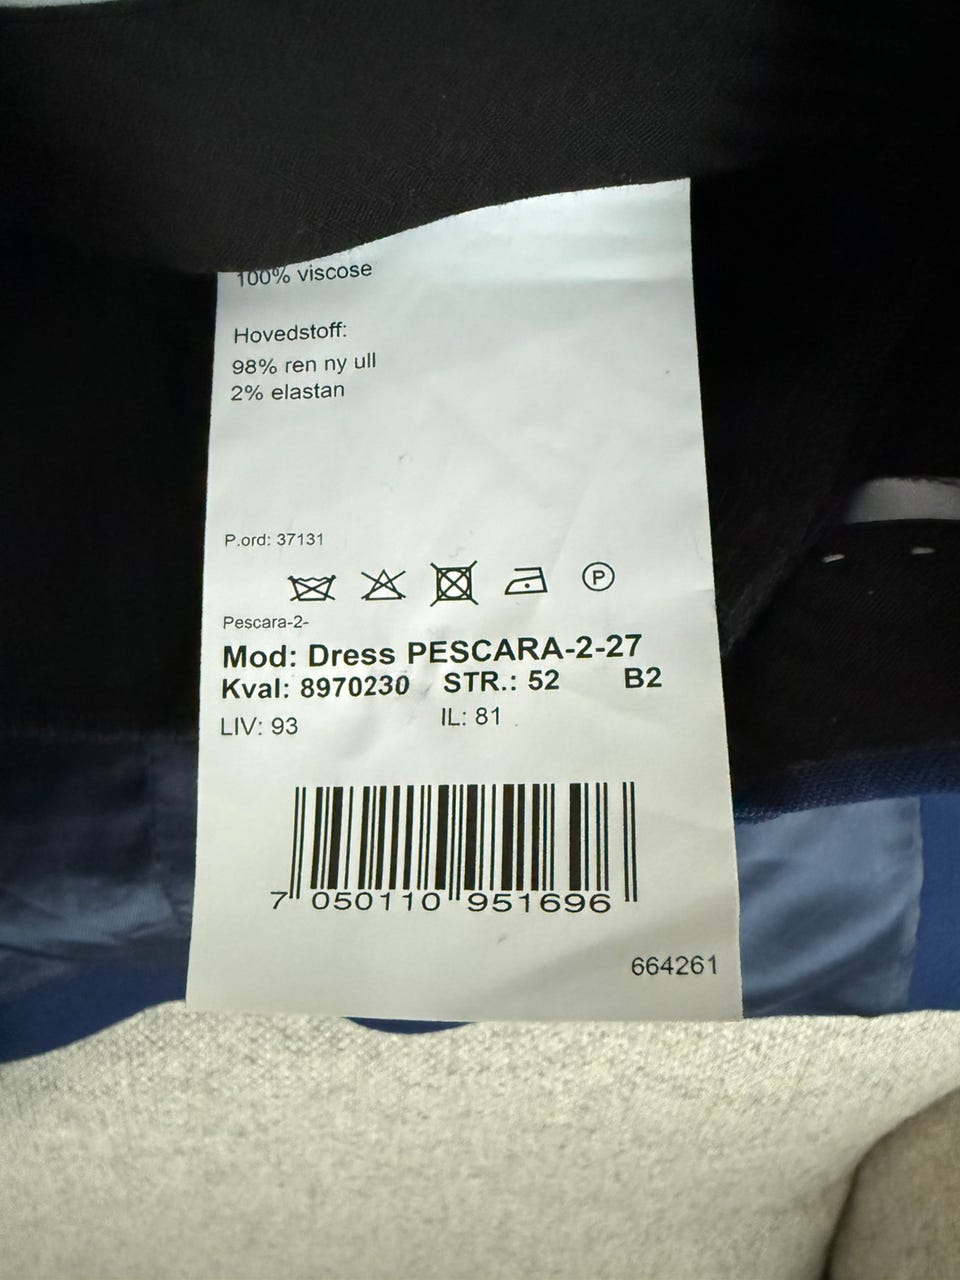 100% viscose
Hovedstoff:
98% ren ny ull
2% elastan
P.ord: 37131
P
Pescara-2-
Mod: Dress PESCARA-2-27
Kval: 8970230 STR.: 52 B2
LIV: 93 IL: 81
7 050110 951696
664261